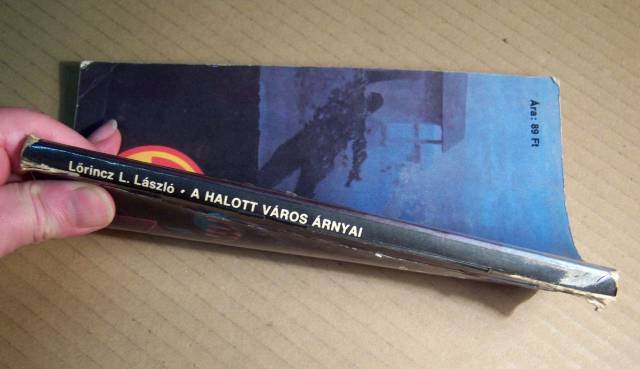 Lőrincz L. László • A HALOTT VÁROS ÁRNYAI
Ára: 89 Ft